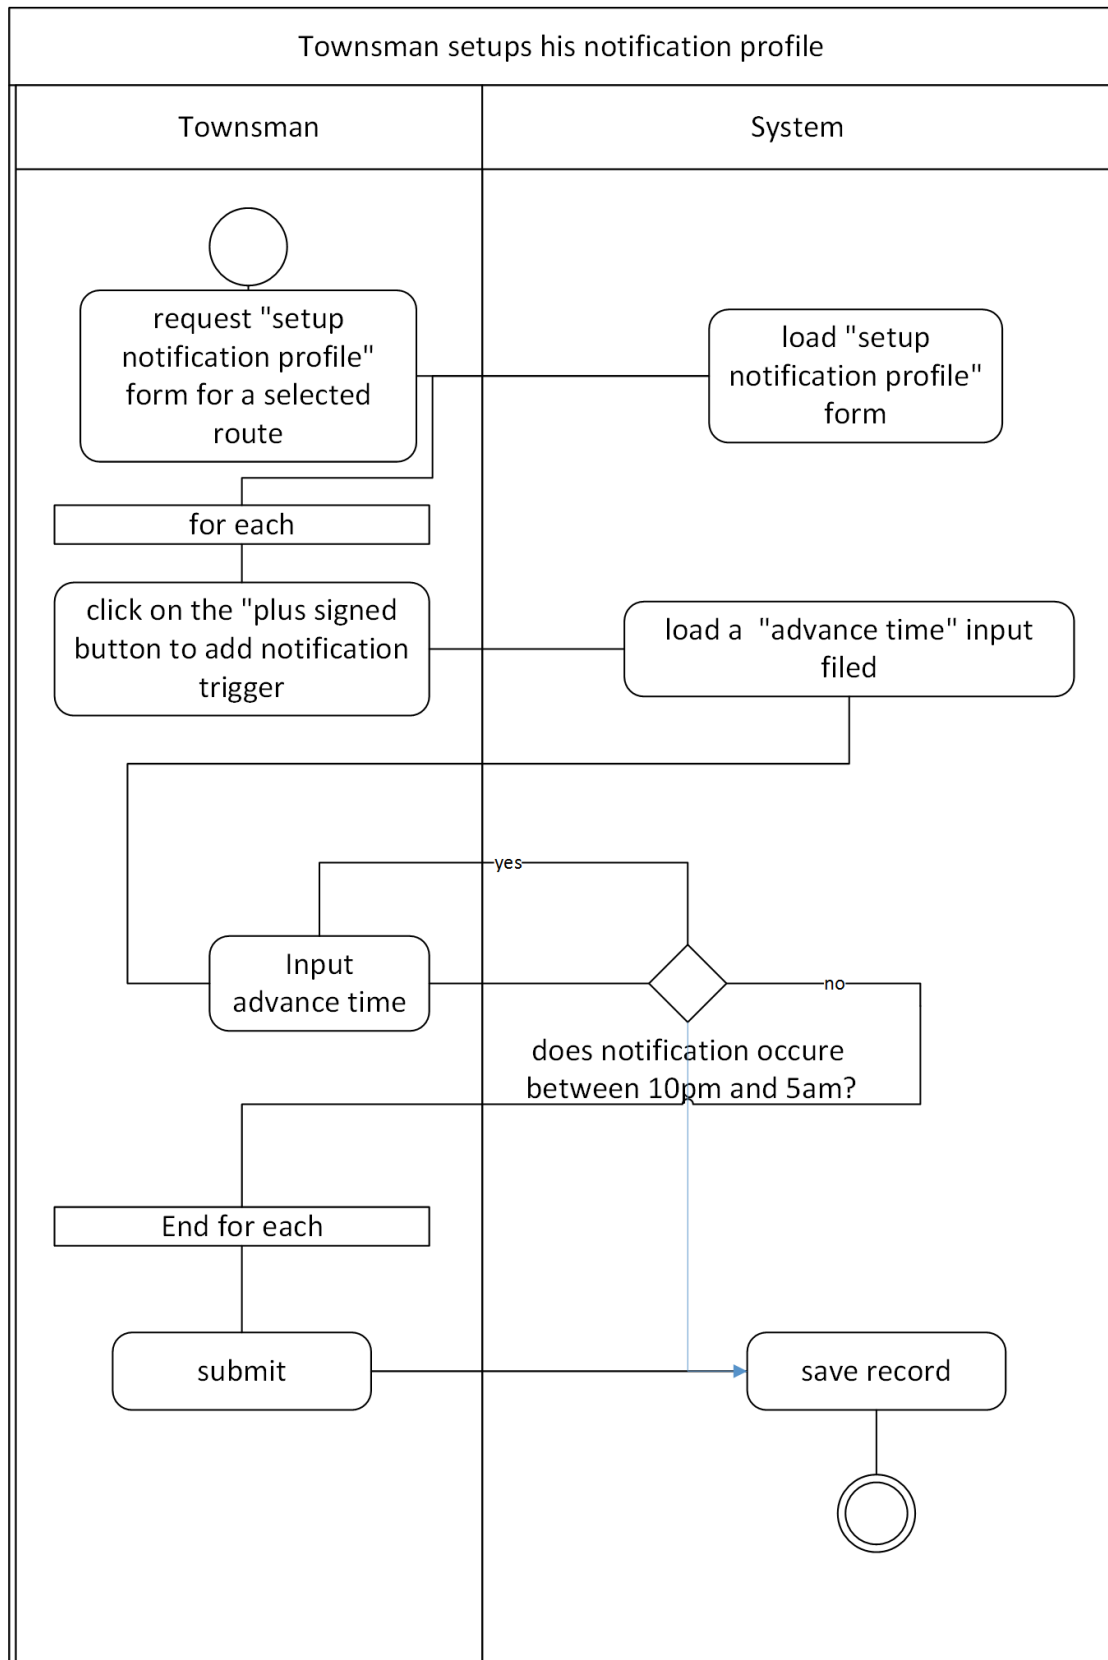 Townsman setups his notification profile
Townsman
System
request "setup
notification profile"
form for a selected
route
load "setup
notification profile"
form
for each
click on the "plus signed
button to add notification
trigger
load a "advance time" input
filed
yes
Input
advance time
no
does notification occure
between 10pm and 5am?
End for each
submit
save record